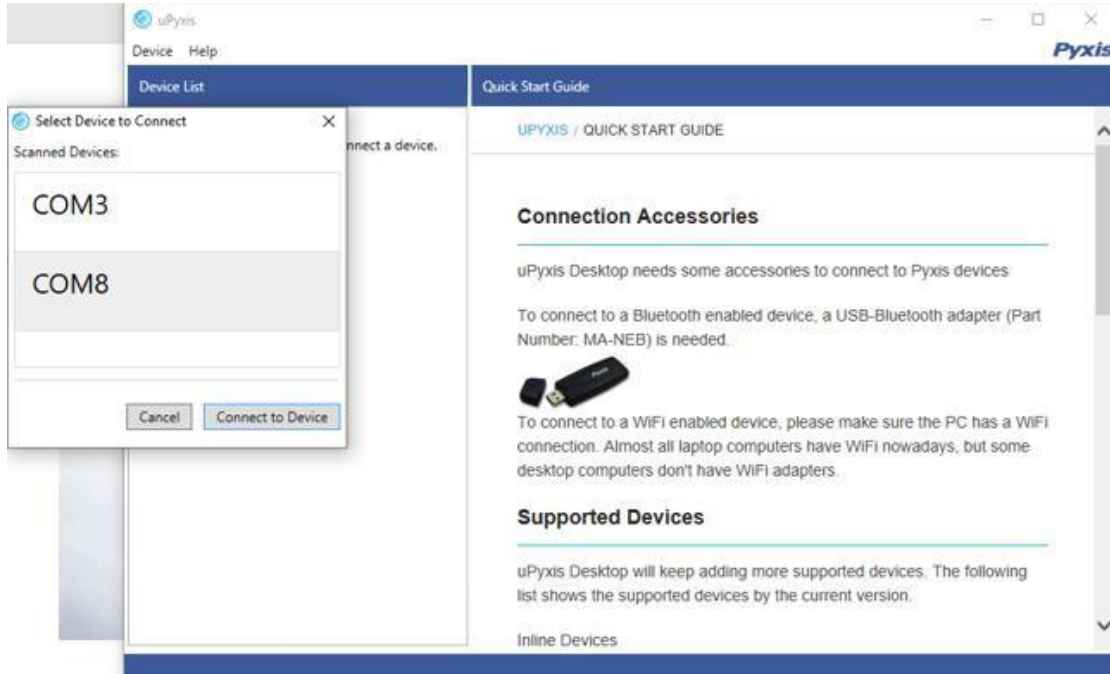 uPyxis
Device Help
Pyxis
Device List
Quick Start Guide
Select Device to Connect
Scanned Devices:
nnect a device.
COM3
COM8
Cancel Connect to Device
UPYXIS / QUICK START GUIDE
Connection Accessories
uPyxis Desktop needs some accessories to connect to Pyxis devices
To connect to a Bluetooth enabled device, a USB-Bluetooth adapter (Part
Number: MA-NEB) is needed.
Pyxis
To connect to a WiFi enabled device, please make sure the PC has a WiFi
connection. Almost all laptop computers have WiFi nowadays, but some
desktop computers don't have WiFi adapters.
Supported Devices
uPyxis Desktop will keep adding more supported devices. The following
list shows the supported devices by the current version.
Inline Devices